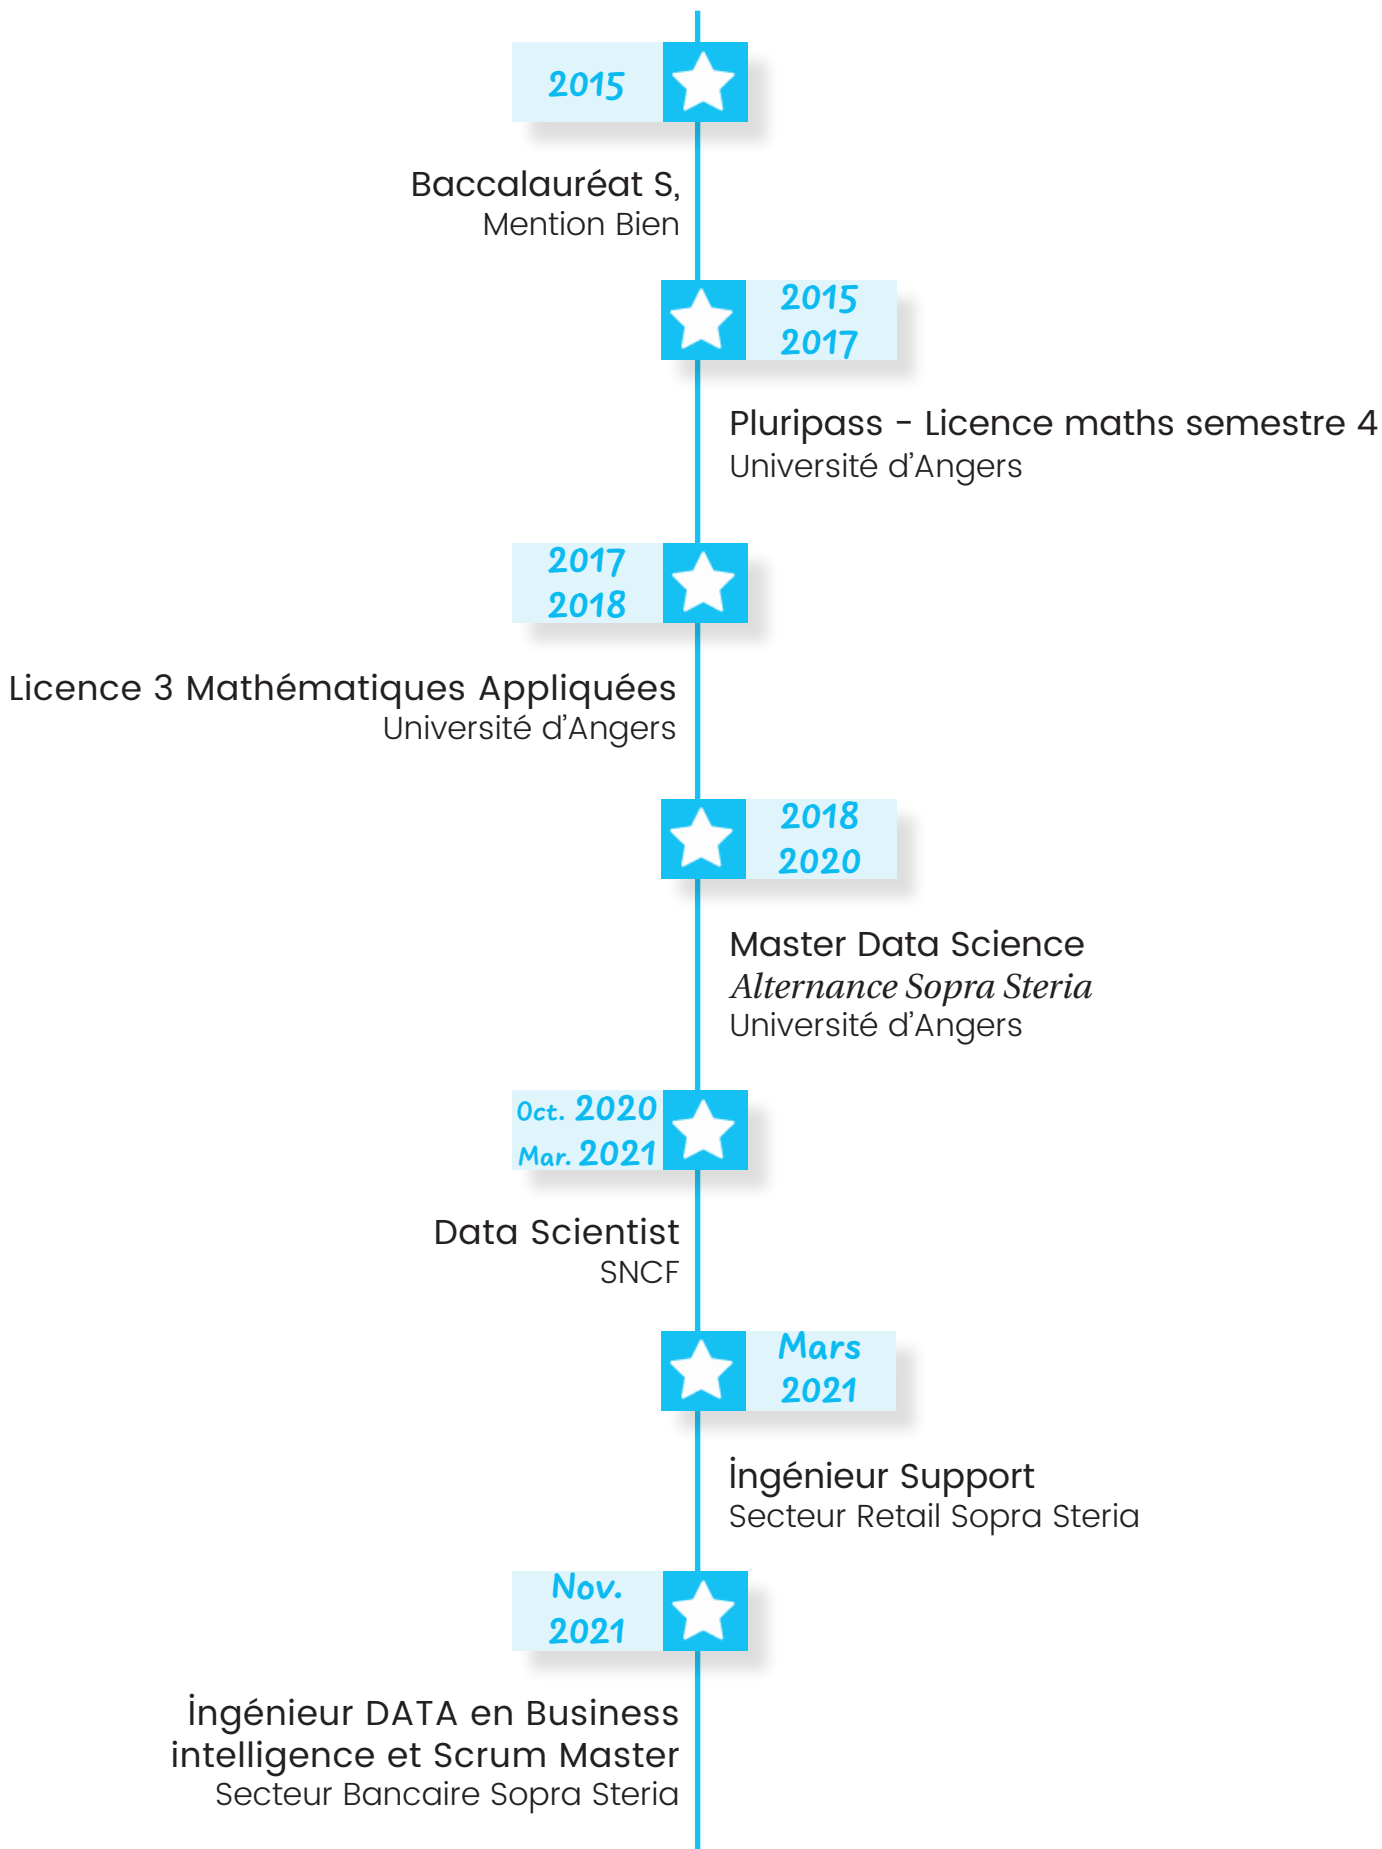 2015
Baccalauréat S,
Mention Bien
2015
2017
Pluripass - Licence maths semestre 4
Université d’Angers
2017
2018
Licence 3 Mathématiques Appliquées
Université d’Angers
2018
2020
Master Data Science
Alternance Sopra Steria
Université d’Angers
Oct. 2020
Mar. 2021
Data Scientist
SNCF
Mars
2021
İngénieur Support
Secteur Retail Sopra Steria
Nov.
2021
İngénieur DATA en Business
intelligence et Scrum Master
Secteur Bancaire Sopra Steria